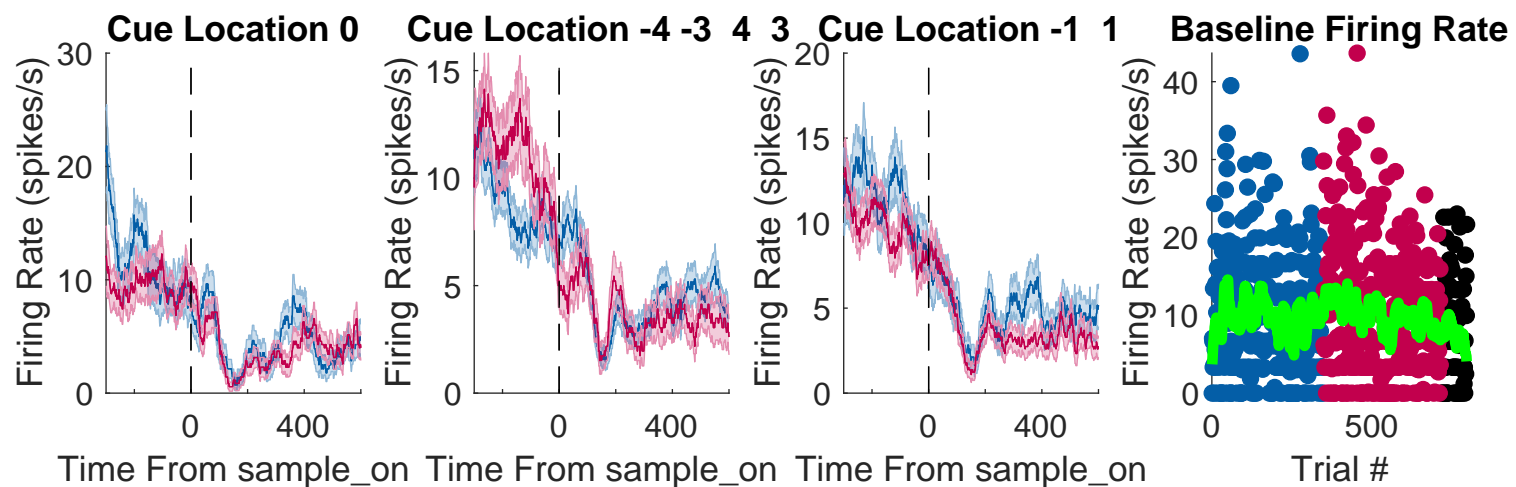 Cue Location 0
Firing Rate (spikes/s)
30
20
10
0
0
400
Time From sample_on
Cue Location -4 -3  4  3
Firing Rate (spikes/s)
15
10
5
0
0
400
Time From sample_on
Cue Location -1  1
Firing Rate (spikes/s)
20
15
10
5
0
0
400
Time From sample_on
Baseline Firing Rate
Firing Rate (spikes/s)
40
30
20
10
0
0
500
Trial #